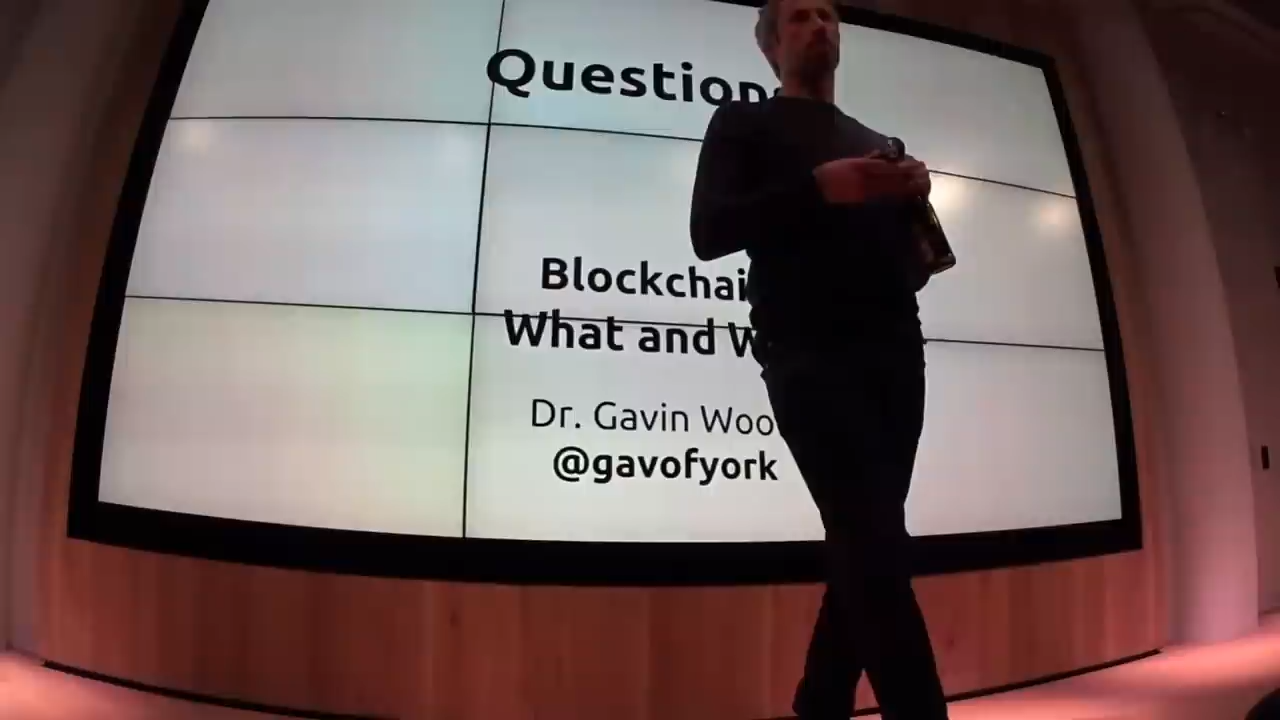 Question
Blockchai
What and W
Dr. Gavin Woo
@gavofyork